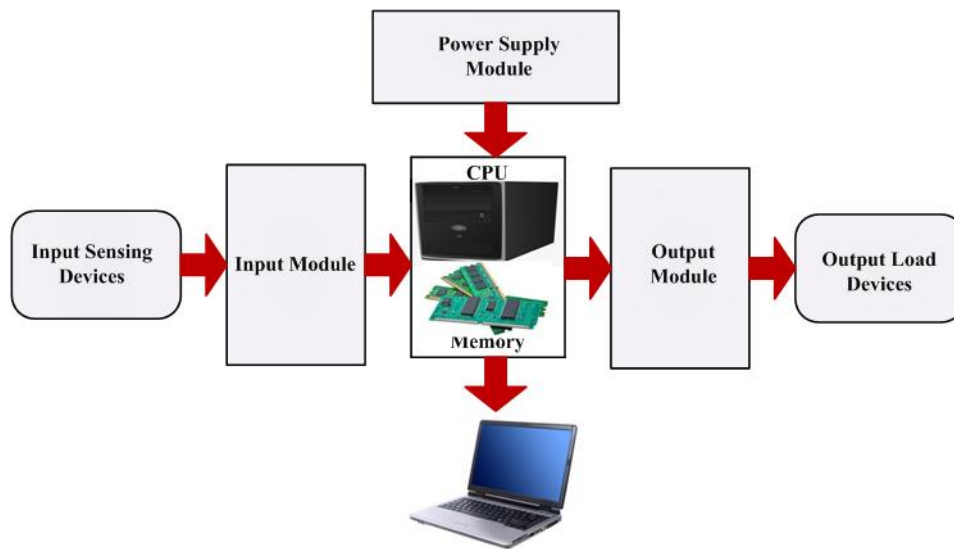 Power Supply
Module
CPU
Input Sensing
Devices
Input Module
Output
Module
Output Load
Devices
Memory